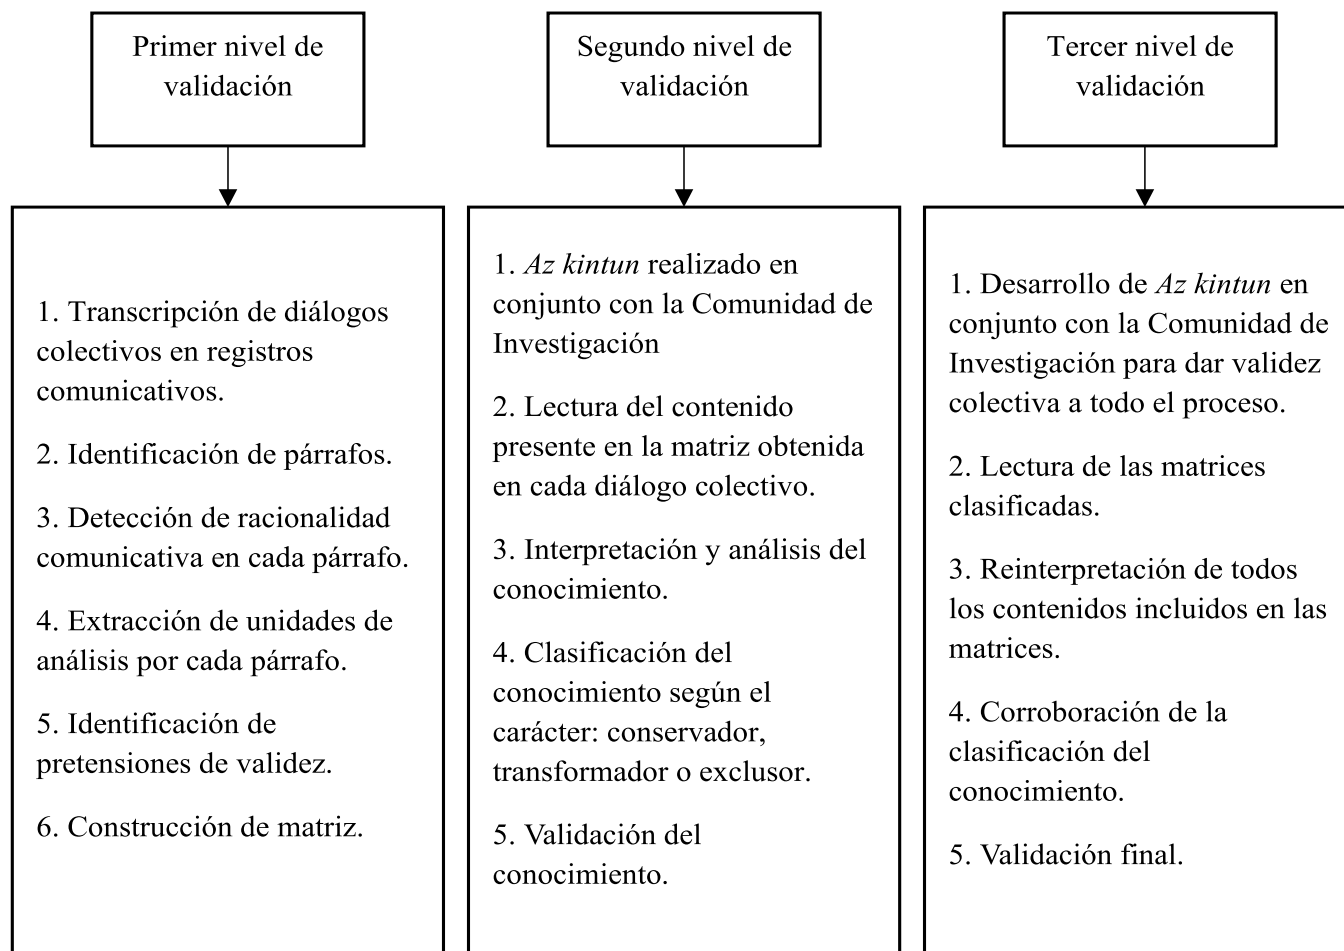 Primer nivel de
validación
1. Transcripción de diálogos
colectivos en registros
comunicativos.
2. Identificación de párrafos.
3. Detección de racionalidad
comunicativa en cada párrafo.
4. Extracción de unidades de
análisis por cada párrafo.
5. Identificación de
pretensiones de validez.
6. Construcción de matriz.
Segundo nivel de
validación
1. Az kintun realizado en
conjunto con la Comunidad de
Investigación
2. Lectura del contenido
presente en la matriz obtenida
en cada diálogo colectivo.
3. Interpretación y análisis del
conocimiento.
4. Clasificación del
conocimiento según el
carácter: conservador,
transformador o exclusor.
5. Validación del
conocimiento.
Tercer nivel de
validación
1. Desarrollo de Az kintun en
conjunto con la Comunidad de
Investigación para dar validez
colectiva a todo el proceso.
2. Lectura de las matrices
clasificadas.
3. Reinterpretación de todos
los contenidos incluidos en las
matrices.
4. Corroboración de la
clasificación del
conocimiento.
5. Validación final.